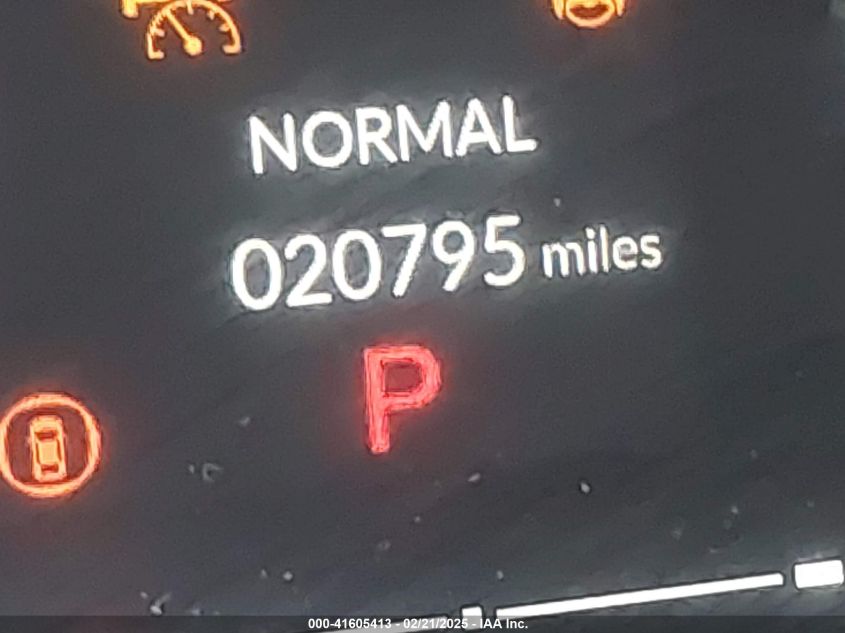 NORMAL
020795 miles
P
000-41605413 - 02/21/2025 - IAA Inc.